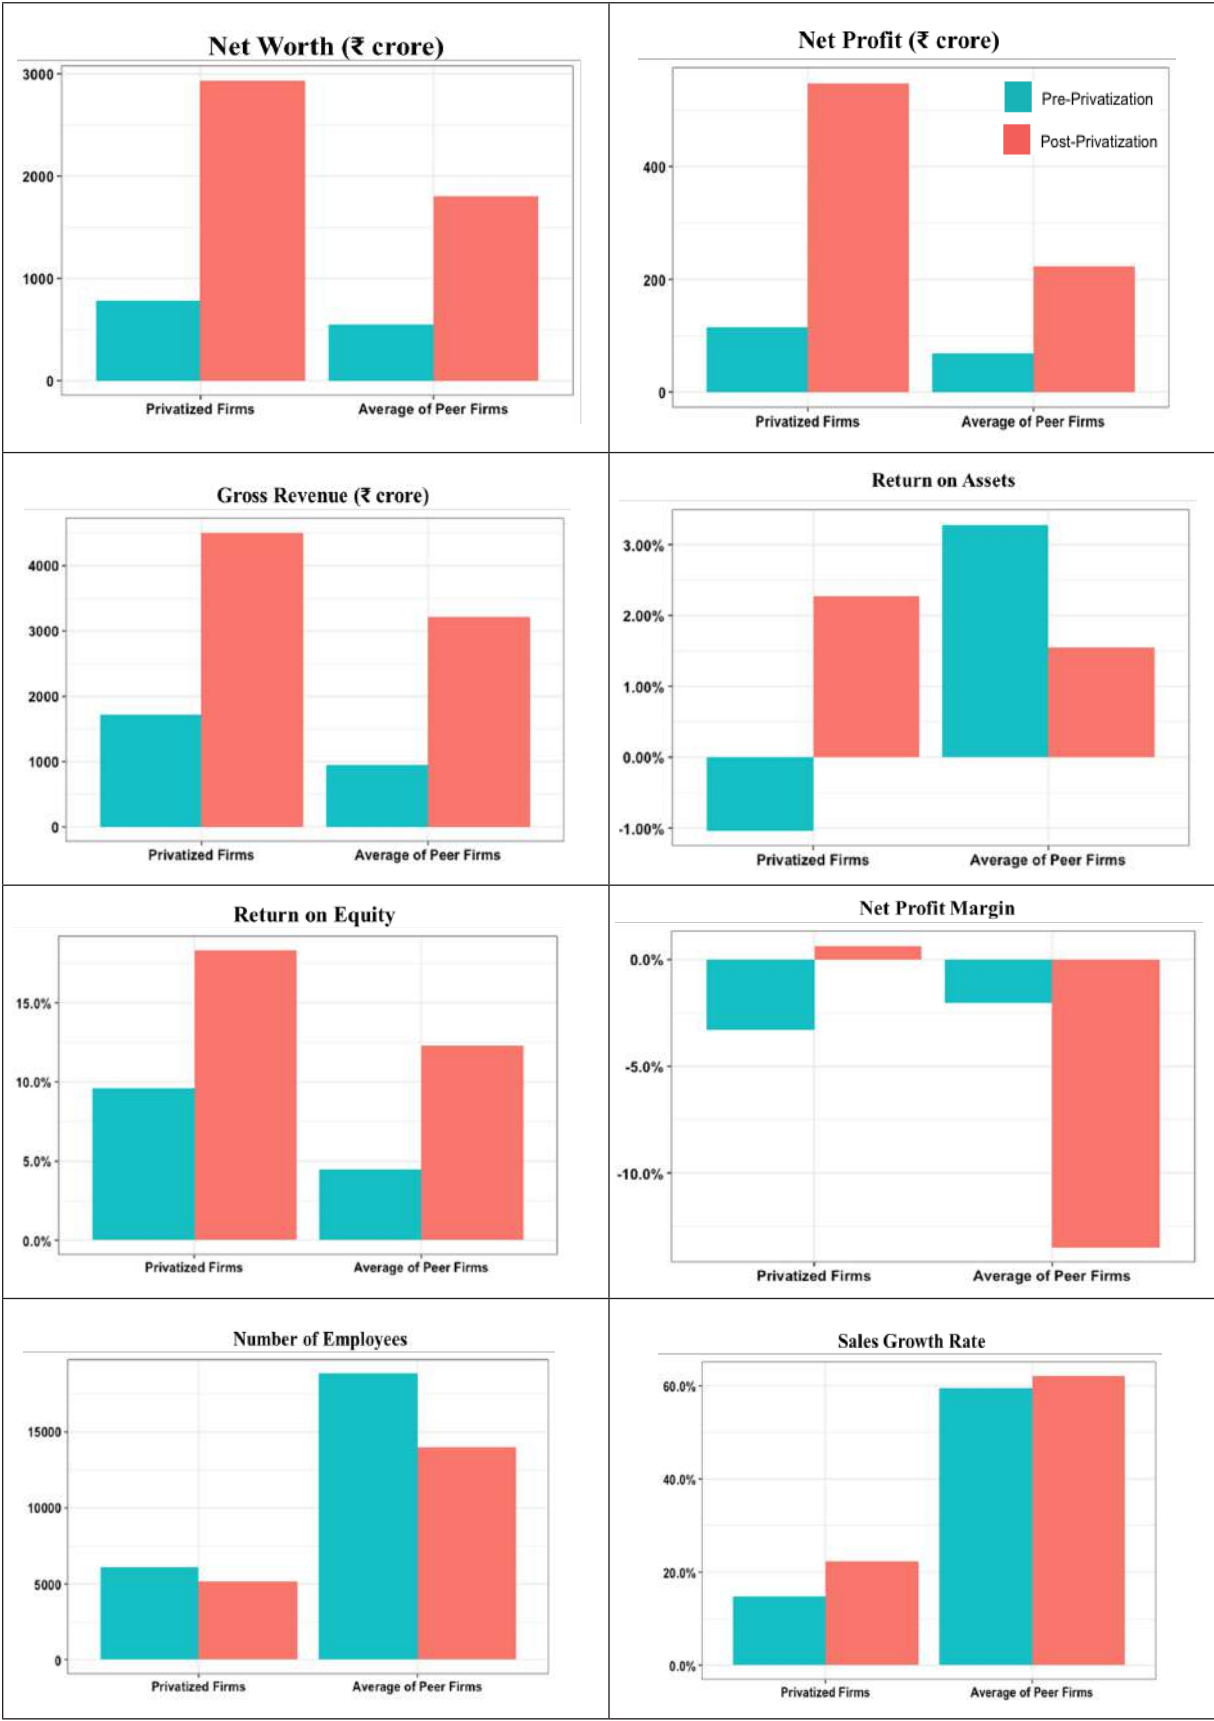 Net Worth (₹ crore)
3000
2000
1000
0
Privatized Firms
Average of Peer Firms
Net Profit (₹ crore)
Pre-Privatization
Post-Privatization
400
200
0
Privatized Firms
Average of Peer Firms
Gross Revenue (₹ crore)
4000
3000
2000
1000
0
Privatized Firms
Average of Peer Firms
Return on Assets
3.00%
2.00%
1.00%
0.00%
-1.00%
Privatized Firms
Average of Peer Firms
Return on Equity
15.0%
10.0%
5.0%
0.0%
Privatized Firms
Average of Peer Firms
Net Profit Margin
0.0%
-5.0%
-10.0%
Privatized Firms
Average of Peer Firms
Number of Employees
15000
10000
5000
0
Privatized Firms
Average of Peer Firms
Sales Growth Rate
60.0%
40.0%
20.0%
0.0%
Privatized Firms
Average of Peer Firms